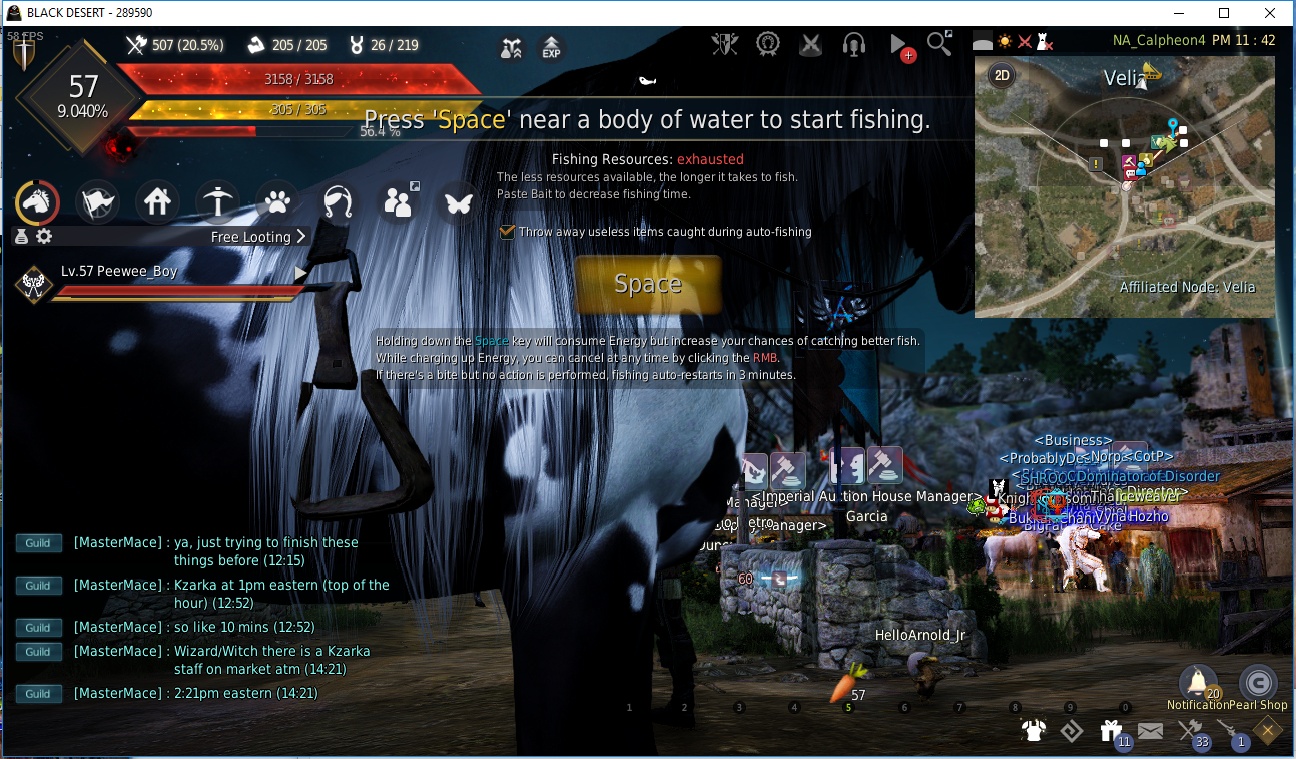 BLACK DESERT - 289590
58 FPS
507 (20.5%)
205 / 205
26 / 219
EXP
NA_Calpheon4 PM 11 : 42
57
9.040%
3158 / 3158
305 / 305
56.4 %
2D
Velia
Press 'Space' near a body of water to start fishing.
Fishing Resources: exhausted
The less resources available, the longer it takes to fish.
Paste Bait to decrease fishing time.
Throw away useless items caught during auto-fishing
Free Looting
Lv.57 Peewee_Boy
Space
Affiliated Node: Velia
Holding down the Space key will consume Energy but increase your chances of catching better fish.
While charging up Energy, you can cancel at any time by clicking the RMB.
If there's a bite but no action is performed, fishing auto-restarts in 3 minutes.
<Business>
<Norp
<CotP>
Dominator of Disorder
Director>
<Imperial Auction House Manager>
Garcia
Hozho
60
HelloArnold_Jr
Guild [MasterMace] : ya, just trying to finish these
things before (12:15)
Guild [MasterMace] : Kzarka at 1pm eastern (top of the
hour) (12:52)
Guild [MasterMace] : so like 10 mins (12:52)
Guild [MasterMace] : Wizard/Witch there is a Kzarka
staff on market atm (14:21)
Guild [MasterMace] : 2:21pm eastern (14:21)
57
1 2 3 4 5 6 7 8 9 0
20
Notification Pearl Shop
11 33 1